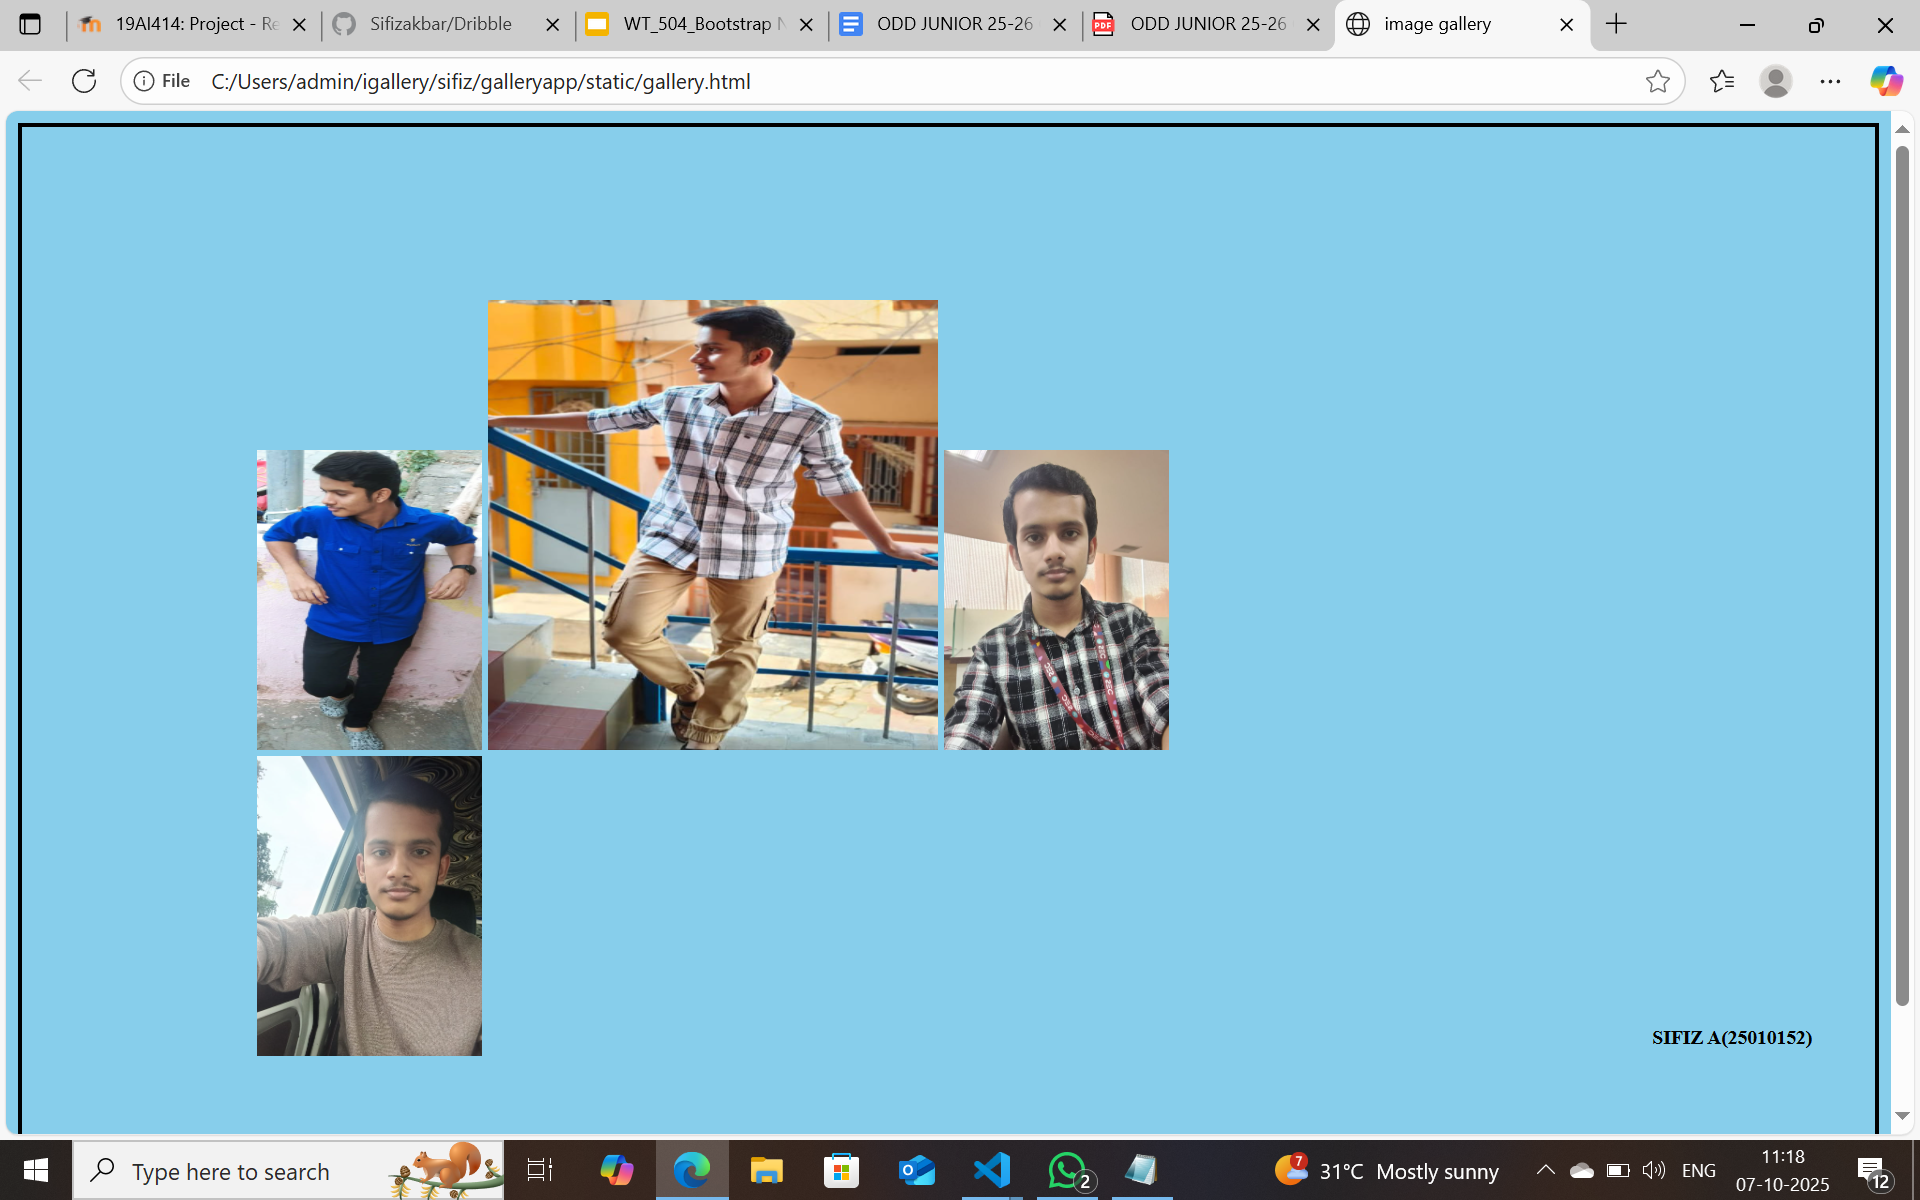 19AI414: Project - Re
Sifizakbar/Dribble
WT_504_Bootstrap N
ODD JUNIOR 25-26
ODD JUNIOR 25-26
image gallery
File C:/Users/admin/igallery/sifiz/galleryapp/static/gallery.html
SIFIZ A(25010152)
Type here to search
2
7
31°C Mostly sunny
ENG
11:18
07-10-2025
12